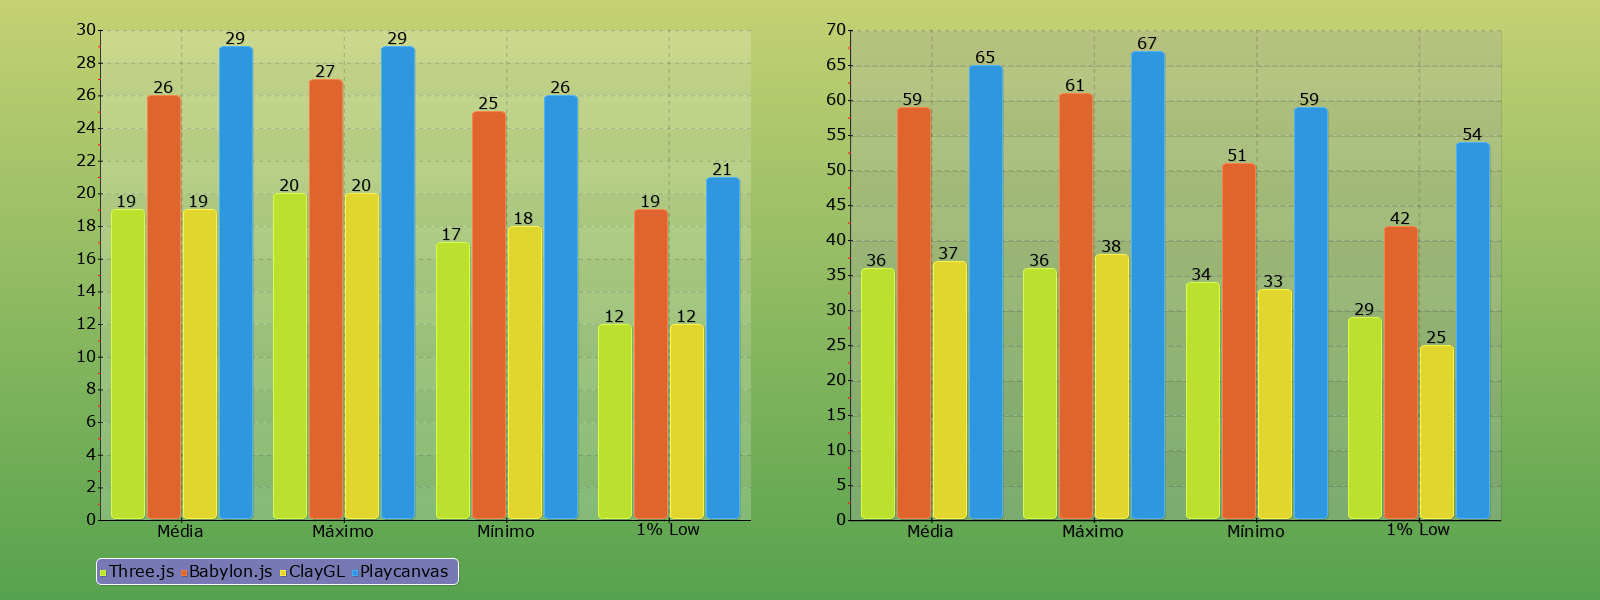 30
28
26
24
22
20
18
16
14
12
10
8
6
4
2
0
19 26 19 29
20 27 20 29
17 25 18 26
12 19 12 21
Média Máximo Mínimo 1% Low
70
65
60
55
50
45
40
35
30
25
20
15
10
5
0
36 59 37 65
36 61 38 67
34 51 33 59
29 42 25 54
Média Máximo Mínimo 1% Low
Three.js Babylon.js ClayGL Playcanvas